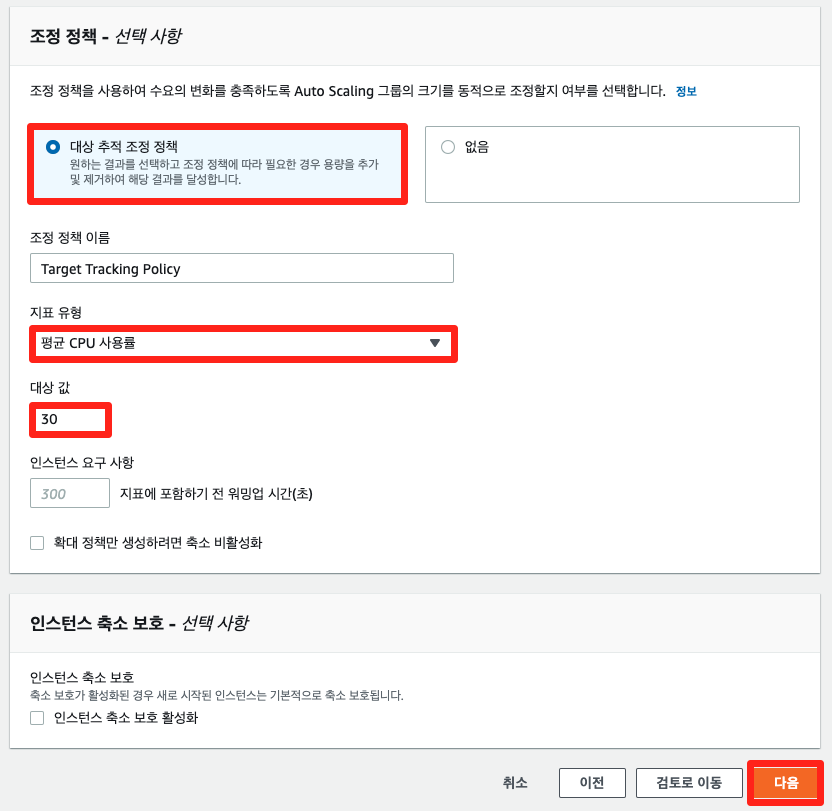 조정 정책 - 선택 사항
조정 정책을 사용하여 수요의 변화를 충족하도록 Auto Scaling 그룹의 크기를 동적으로 조정할지 여부를 선택합니다. 정보
대상 추적 조정 정책
원하는 결과를 선택하고 조정 정책에 따라 필요한 경우 용량을 추가
및 제거하여 해당 결과를 달성합니다.
없음
조정 정책 이름
Target Tracking Policy
지표 유형
평균 CPU 사용률
대상 값
30
인스턴스 요구 사항
300 지표에 포함하기 전 워밍업 시간(초)
확대 정책만 생성하려면 축소 비활성화
인스턴스 축소 보호 - 선택 사항
인스턴스 축소 보호
축소 보호가 활성화된 경우 새로 시작된 인스턴스는 기본적으로 축소 보호됩니다.
인스턴스 축소 보호 활성화
취소 이전 검토로 이동 다음